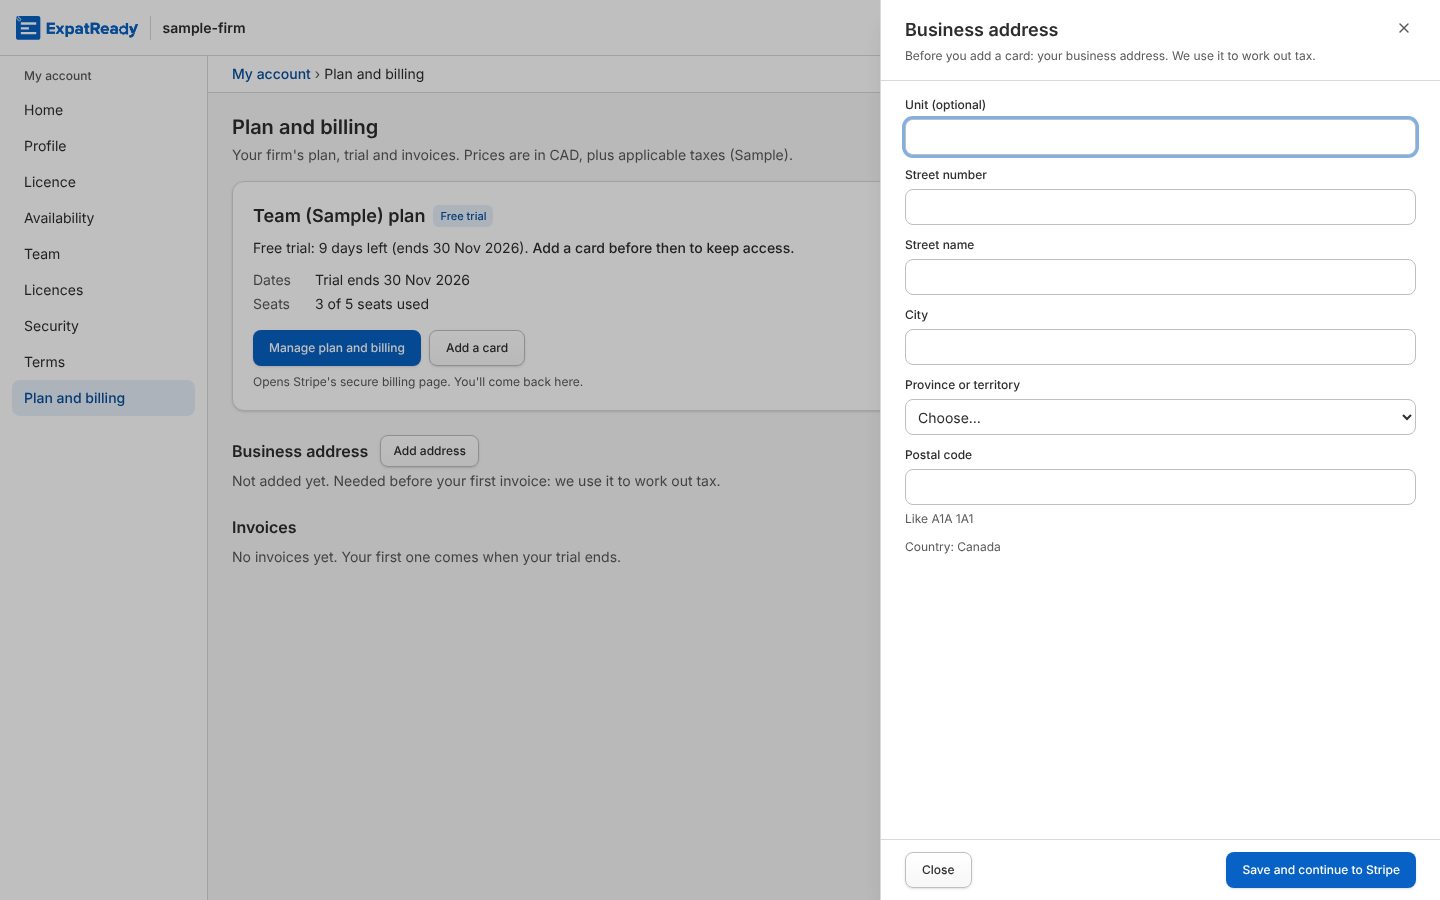 ExpatReady
sample-firm
My account
Home
Profile
Licence
Availability
Team
Licences
Security
Terms
Plan and billing
My account › Plan and billing
Plan and billing
Your firm's plan, trial and invoices. Prices are in CAD, plus applicable taxes (Sample).
Team (Sample) plan Free trial
Free trial: 9 days left (ends 30 Nov 2026). Add a card before then to keep access.
Dates Trial ends 30 Nov 2026
Seats 3 of 5 seats used
Manage plan and billing Add a card
Opens Stripe's secure billing page. You'll come back here.
Business address Add address
Not added yet. Needed before your first invoice: we use it to work out tax.
Invoices
No invoices yet. Your first one comes when your trial ends.
Business address
Before you add a card: your business address. We use it to work out tax.
Unit (optional)
Street number
Street name
City
Province or territory
Choose...
Postal code
Like A1A 1A1
Country: Canada
Close Save and continue to Stripe